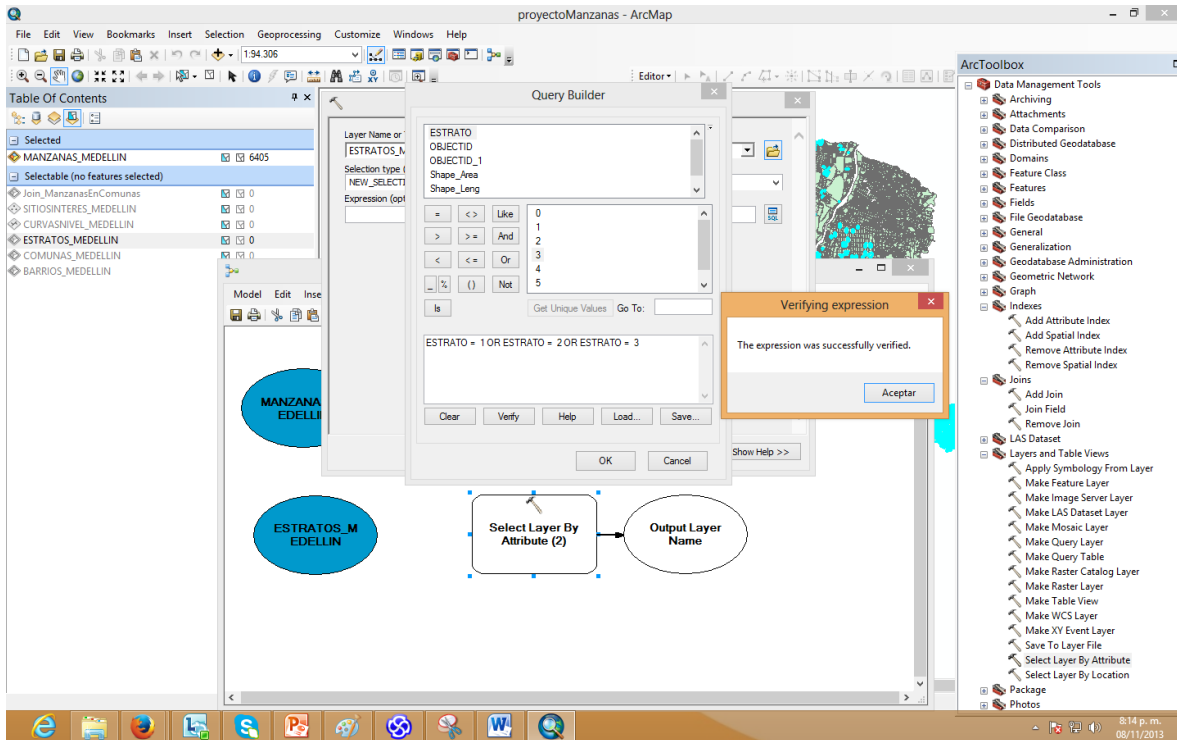 proyectoManzanas - ArcMap
File Edit View Bookmarks Insert Selection Geoprocessing Customize Windows Help
1:94.306
Editor
Table Of Contents
Selected
MANZANAS_MEDELLIN 6405
Selectable (no features selected)
Join_ManzanasEnComunas 0
SITIOSINTERES_MEDELLIN 0
CURVASNIVEL_MEDELLIN 0
ESTRATOS_MEDELLIN 0
COMUNAS_MEDELLIN 0
BARRIOS_MEDELLIN
Layer Name or
ESTRATOS_M
Selection type (
NEW_SELECTI
Expression (opt
SQL
Show Help >>
Query Builder
ESTRATO
OBJECTID
OBJECTID_1
Shape_Area
Shape_Leng
= < > Like
> > = And
< < = Or
_ % () Not
Is
0
1
2
3
4
5
Get Unique Values Go To:
ESTRATO = 1 OR ESTRATO = 2 OR ESTRATO = 3
Clear Verify Help Load... Save...
OK Cancel
Verifying expression
The expression was successfully verified.
Aceptar
Model Edit Inse
MANZANA
EDELLI
ESTRATOS_M
EDELLIN
Select Layer By
Attribute (2)
Output Layer
Name
ArcToolbox
Data Management Tools
Archiving
Attachments
Data Comparison
Distributed Geodatabase
Domains
Feature Class
Features
Fields
File Geodatabase
General
Generalization
Geodatabase Administration
Geometric Network
Graph
Indexes
Add Attribute Index
Add Spatial Index
Remove Attribute Index
Remove Spatial Index
Joins
Add Join
Join Field
Remove Join
LAS Dataset
Layers and Table Views
Apply Symbology From Layer
Make Feature Layer
Make Image Server Layer
Make LAS Dataset Layer
Make Mosaic Layer
Make Query Layer
Make Query Table
Make Raster Catalog Layer
Make Raster Layer
Make Table View
Make WCS Layer
Make XY Event Layer
Save To Layer File
Select Layer By Attribute
Select Layer By Location
Package
Photos
8:14 p. m.
08/11/2013